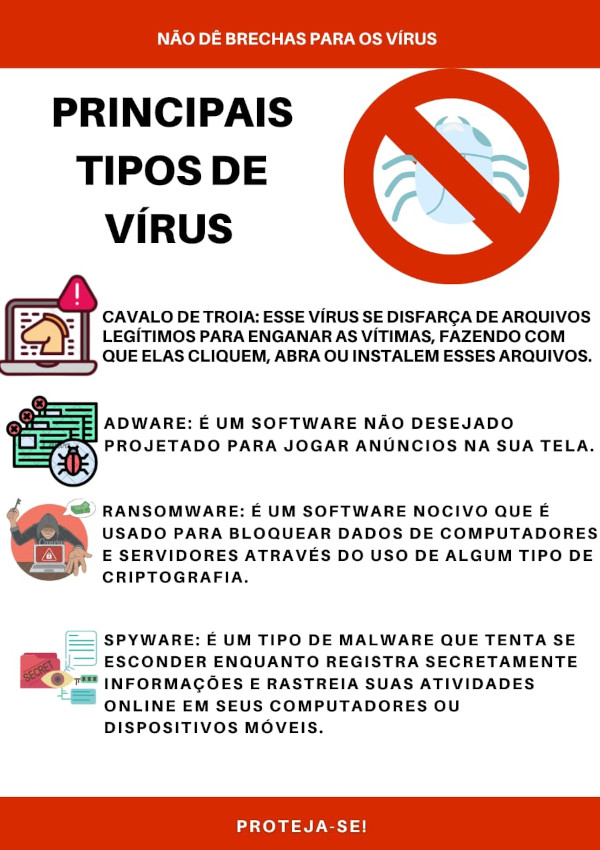 NÃO DÊ BRECHAS PARA OS VÍRUS
PRINCIPAIS
TIPOS DE
VÍRUS
CAVALO DE TROIA: ESSE VÍRUS SE DISFARÇA DE ARQUIVOS
LEGÍTIMOS PARA ENGANAR AS VÍTIMAS, FAZENDO COM
QUE ELAS CLIQUEM, ABRA OU INSTALEM ESSES ARQUIVOS.
ADWARE: É UM SOFTWARE NÃO DESEJADO
PROJETADO PARA JOGAR ANÚNCIOS NA SUA TELA.
RANSOMWARE: É UM SOFTWARE NOCIVO QUE É
USADO PARA BLOQUEAR DADOS DE COMPUTADORES
E SERVIDORES ATRAVÉS DO USO DE ALGUM TIPO DE
CRIPTOGRAFIA.
SPYWARE: É UM TIPO DE MALWARE QUE TENTA SE
ESCONDER ENQUANTO REGISTRA SECRETAMENTE
INFORMAÇÕES E RASTREIA SUAS ATIVIDADES
ONLINE EM SEUS COMPUTADORES OU
DISPOSITIVOS MÓVEIS.
SECRET
PROTEJA-SE!